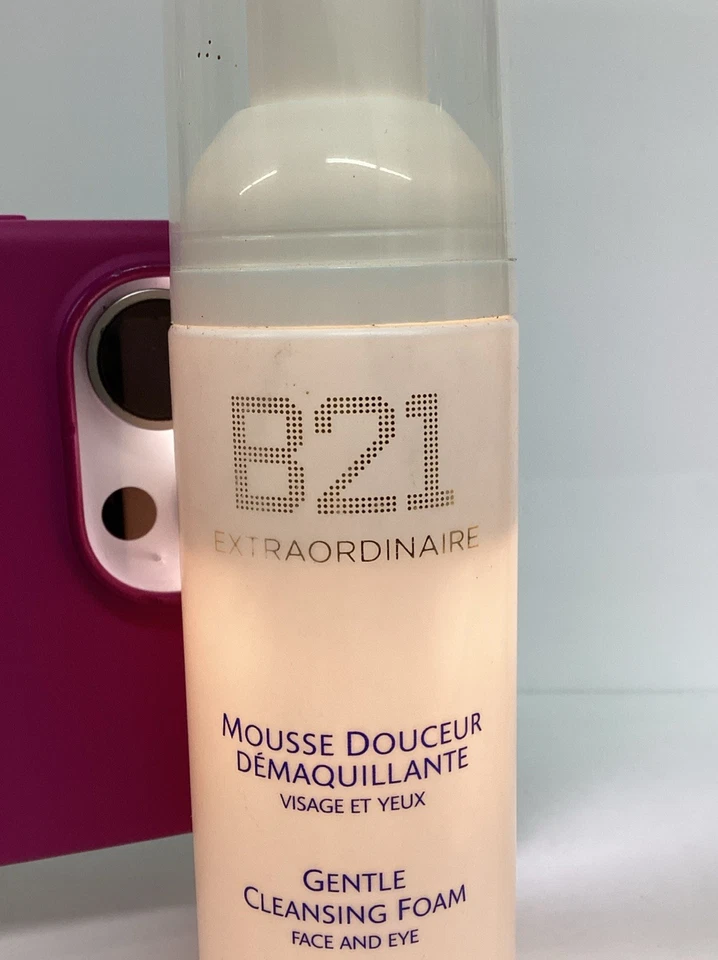 B21
EXTRAORDINAIRE
MOUSSE DOUCEUR
DÉMAQUILLANTE
VISAGE ET YEUX
GENTLE
CLEANSING FOAM
FACE AND EYE